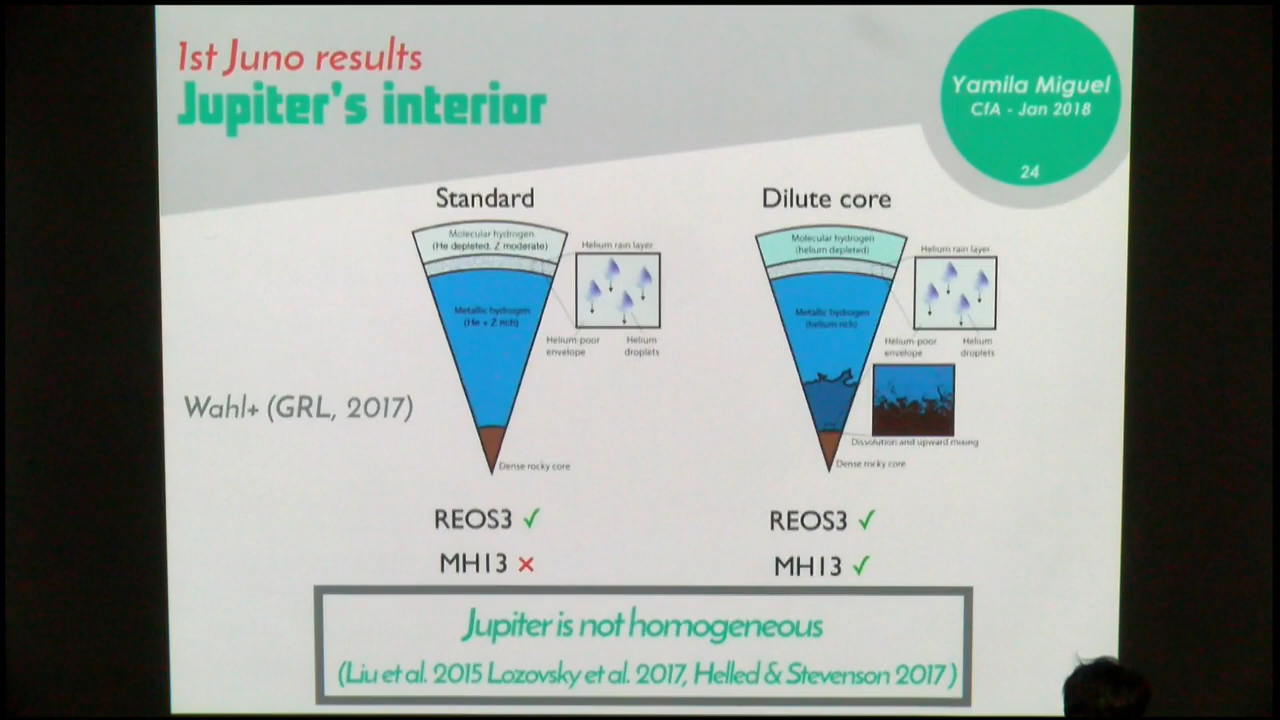 1st Juno results
Jupiter's interior
Yamila Miguel
CfA - Jan 2018
24
Standard
Molecular hydrogen
(He depleted, Z moderate)
Helium rain layer
Metallic hydrogen
(He + Z rich)
Helium-poor
envelope
Helium
droplets
Dense rocky core
Dilute core
Molecular hydrogen
(helium depleted)
Helium rain layer
Metallic hydrogen
(helium rich)
Helium-poor
envelope
Helium
droplets
Dissolution and upward mixing
Dense rocky core
Wahl+ (GRL, 2017)
REOS3 ✓
MH13 ×
REOS3 ✓
MH13 ✓
Jupiter is not homogeneous
(Liu et al. 2015 Lozovsky et al. 2017, Helled & Stevenson 2017)